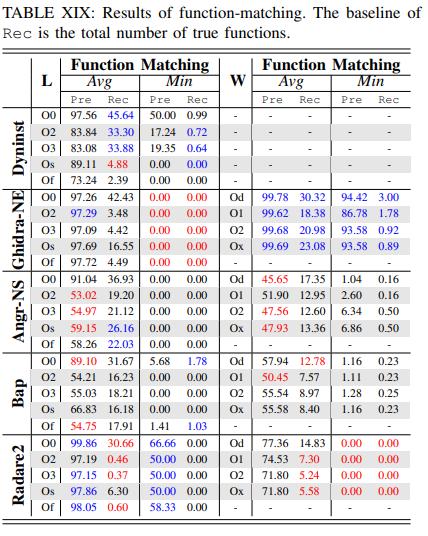 TABLE XIX: Results of function-matching. The baseline of
Rec is the total number of true functions.
L Function Matching W Function Matching
Avg Min Avg Min
Pre Rec Pre Rec Pre Rec Pre Rec
Dyninst
O0 97.56 45.64 50.00 0.99 - - - - -
O2 83.84 33.30 17.24 0.72 - - - - -
O3 83.08 33.88 19.35 0.64 - - - - -
Os 89.11 4.88 0.00 0.00 - - - - -
Of 73.24 2.39 0.00 0.00 - - - - -
Ghidra-NE
O0 97.26 42.43 0.00 0.00 Od 99.78 30.32 94.42 3.00
O2 97.29 3.48 0.00 0.00 O1 99.62 18.38 86.78 1.78
O3 97.09 4.42 0.00 0.00 O2 99.68 20.98 93.58 0.92
Os 97.69 16.55 0.00 0.00 Ox 99.69 23.08 93.58 0.89
Of 97.72 4.49 0.00 0.00 - - - - -
Angr-NS
O0 91.04 36.93 0.00 0.00 Od 45.65 17.35 1.04 0.16
O2 53.02 19.20 0.00 0.00 O1 51.90 12.95 2.60 0.16
O3 54.97 21.12 0.00 0.00 O2 47.56 12.60 6.34 0.50
Os 59.15 26.16 0.00 0.00 Ox 47.93 13.36 6.86 0.50
Of 58.26 22.03 0.00 0.00 - - - - -
Bap
O0 89.10 31.67 5.68 1.78 Od 57.94 12.78 1.16 0.23
O2 54.21 16.23 0.00 0.00 O1 50.45 7.57 1.11 0.23
O3 55.03 18.21 0.00 0.00 O2 55.54 8.97 1.28 0.25
Os 66.83 16.18 0.00 0.00 Ox 55.58 8.40 1.16 0.23
Of 54.75 17.91 1.41 1.03 - - - - -
Radare2
O0 99.86 30.66 66.66 0.00 Od 77.36 14.83 0.00 0.00
O2 97.19 0.46 50.00 0.00 O1 74.53 7.30 0.00 0.00
O3 97.15 0.37 50.00 0.00 O2 71.80 5.24 0.00 0.00
Os 97.86 6.30 50.00 0.00 Ox 71.80 5.58 0.00 0.00
Of 98.05 0.60 58.33 0.00 - - - - -